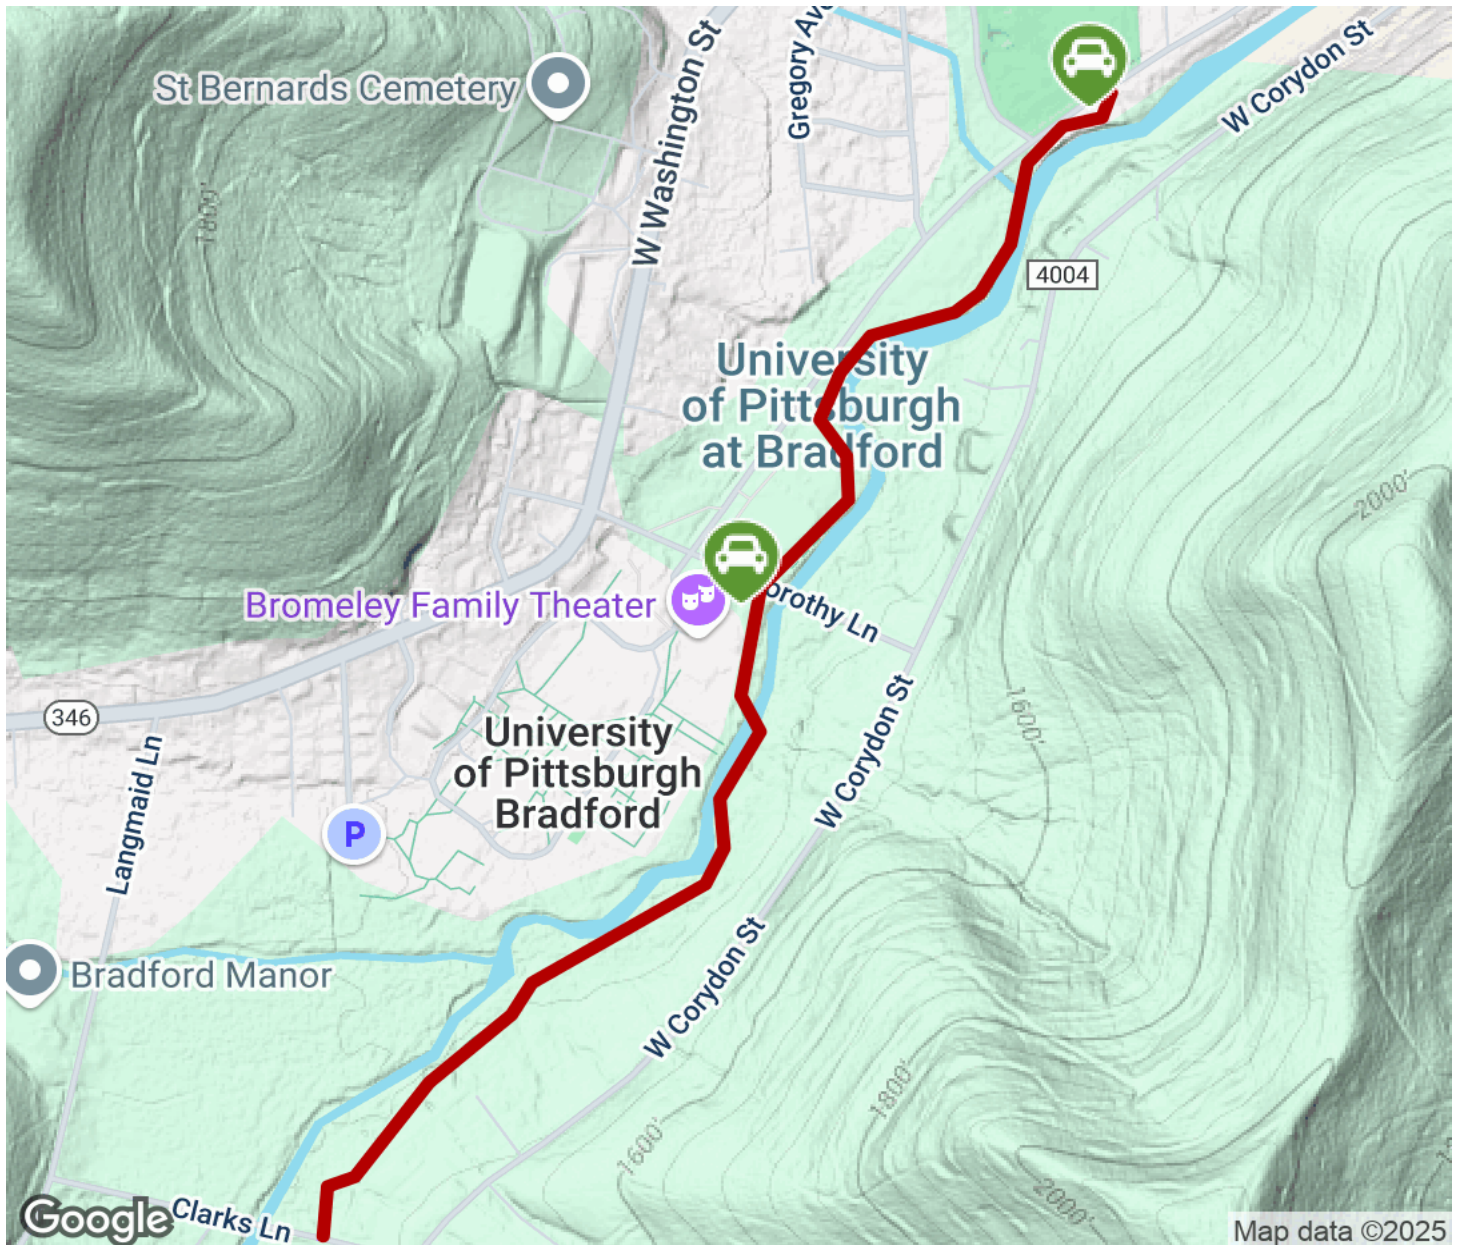 St Bernards Cemetery
W Washington St
Gregory Ave
W Corydon St
1800'
4004
University
of Pittsburgh
at Bradford
2000'
Bromeley Family Theater
orothy Ln
346
Langmaid Ln
University
of Pittsburgh
Bradford
W Corydon St
1600'
P
Bradford Manor
W Corydon St
1800'
1600'
2000'
Clarks Ln
Google
Map data ©2025